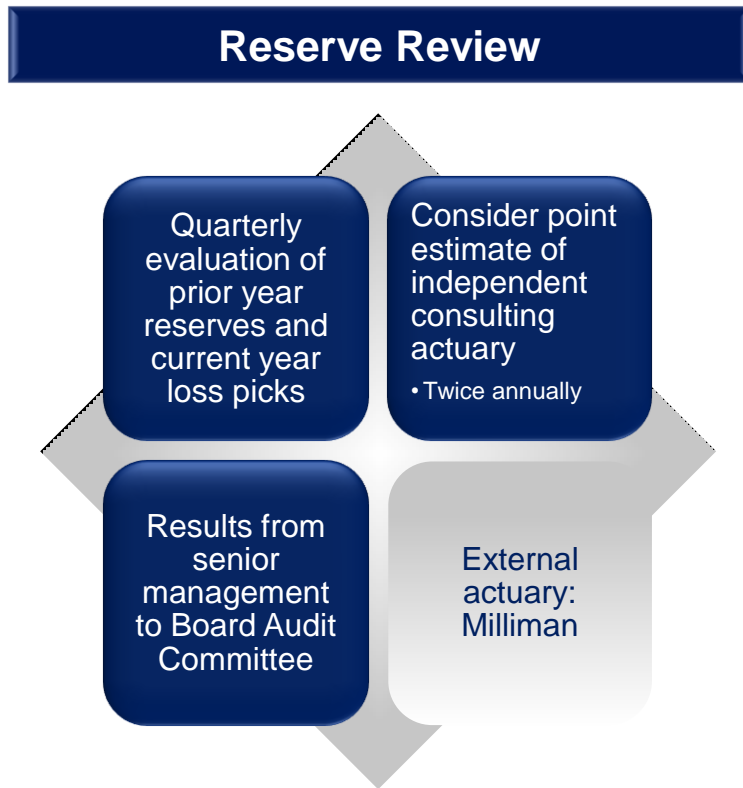 Reserve Review
Quarterly
evaluation of
prior year
reserves and
current year
loss picks
Consider point
estimate of
independent
consulting
actuary
• Twice annually
Results from
senior
management
to Board Audit
Committee
External
actuary:
Milliman